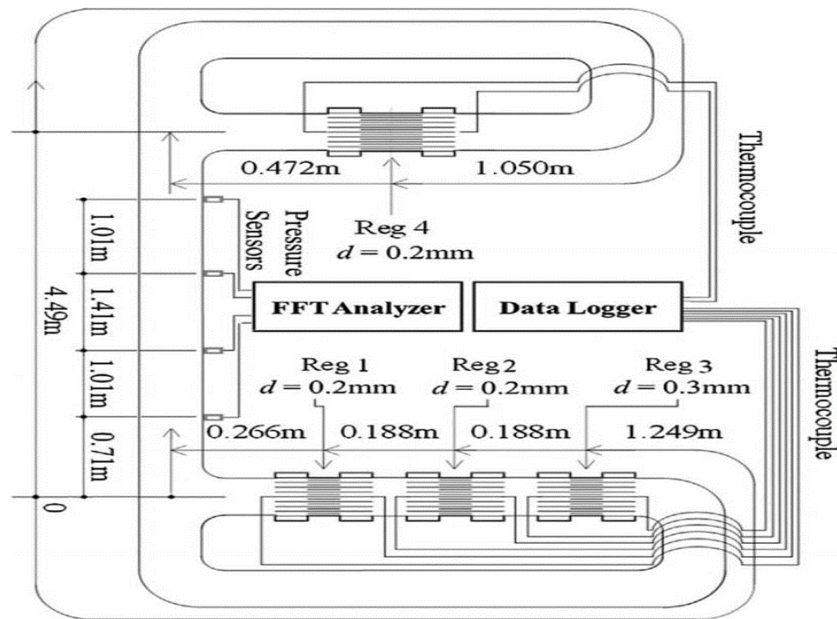 0.472m
1.050m
Thermocouple
Pressure
Sensors
Reg 4
d = 0.2mm
1.01m
1.41m
4.49m
1.01m
0.71m
0
FFT Analyzer
Data Logger
Reg 1
d = 0.2mm
Reg2
d = 0.2mm
Reg 3
d = 0.3mm
Thermocouple
0.266m
0.188m
0.188m
1.249m